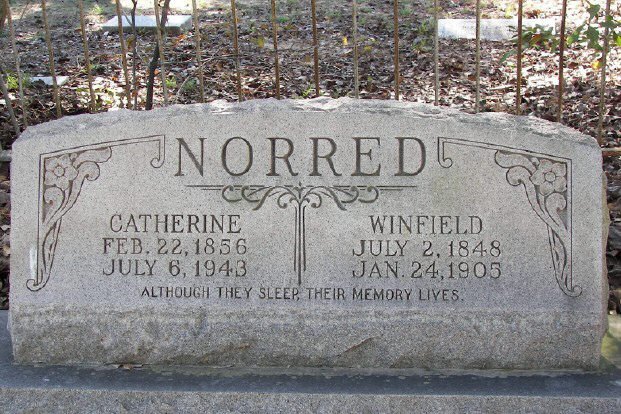 NORRED
CATHERINE
FEB. 22, 1856
JULY 6, 1943
WINFIELD
JULY 2, 1848
JAN. 24, 1905
ALTHOUGH THEY SLEEP, THEIR MEMORY LIVES.